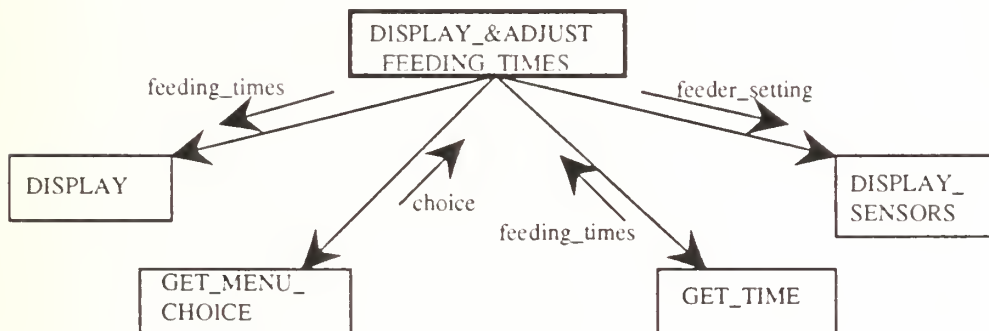 DISPLAY_&ADJUST
FEEDING_TIMES
feeding_times
feeder_setting
DISPLAY
DISPLAY_
SENSORS
choice
feeding_times
GET_MENU_
CHOICE
GET_TIME